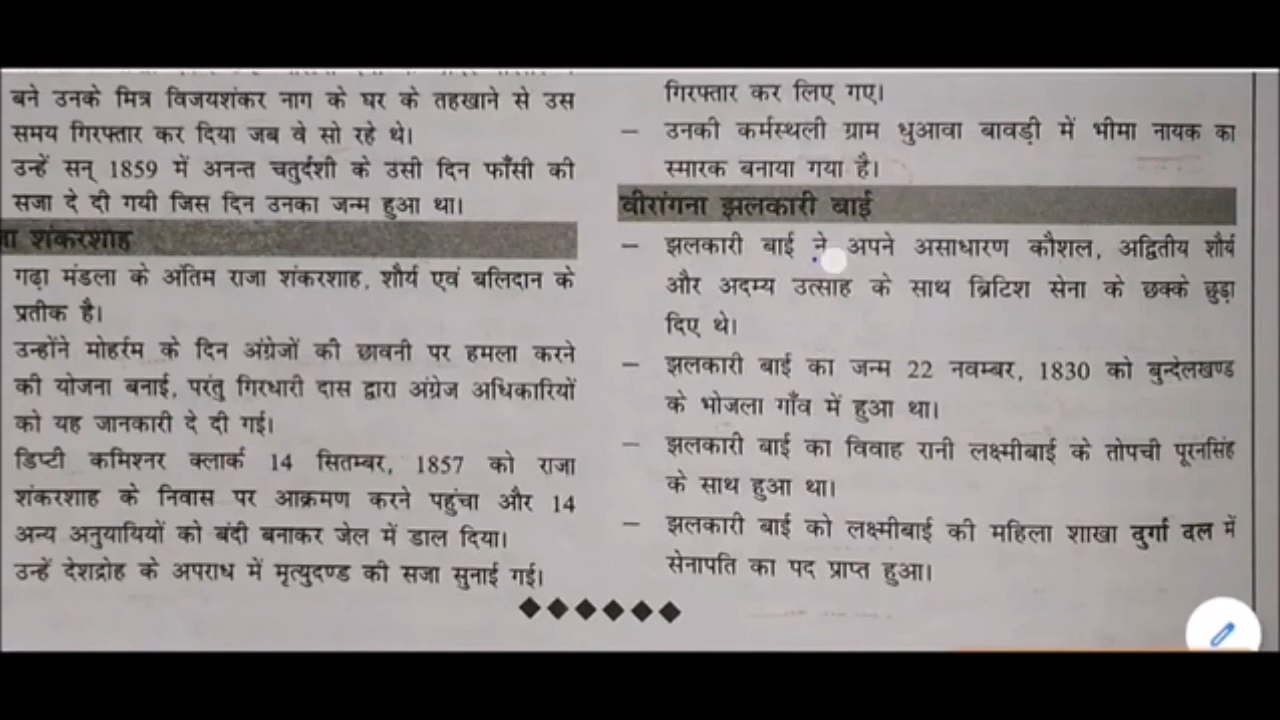 बने उनके मित्र विजयशंकर नाग के घर के तहखाने से उस
समय गिरफ्तार कर दिया जब वे सो रहे थे।
उन्हें सन् 1859 में अनन्त चतुर्दशी के उसी दिन फाँसी की
सजा दे दी गयी जिस दिन उनका जन्म हुआ था।
शंकरशाह
गढ़ा मंडला के अंतिम राजा शंकरशाह, शौर्य एवं बलिदान के
प्रतीक है।
उन्होंने मोहर्रम के दिन अंग्रेजों की छावनी पर हमला करने
की योजना बनाई, परंतु गिरधारी दास द्वारा अंग्रेज अधिकारियों
को यह जानकारी दे दी गई।
डिप्टी कमिश्नर क्लार्क 14 सितम्बर, 1857 को राजा
शंकरशाह के निवास पर आक्रमण करने पहुंचा और 14
अन्य अनुयायियों को बंदी बनाकर जेल में डाल दिया।
उन्हें देशद्रोह के अपराध में मृत्युदण्ड की सजा सुनाई गई।
गिरफ्तार कर लिए गए।
– उनकी कर्मस्थली ग्राम धुआवा बावड़ी में भीमा नायक का
स्मारक बनाया गया है।
वीरांगना झलकारी बाई
– झलकारी बाई ने अपने असाधारण कौशल, अद्वितीय शौर्य
और अदम्य उत्साह के साथ ब्रिटिश सेना के छक्के छुड़ा
दिए थे।
– झलकारी बाई का जन्म 22 नवम्बर, 1830 को बुन्देलखण्ड
के भोजला गाँव में हुआ था।
– झलकारी बाई का विवाह रानी लक्ष्मीबाई के तोपची पूरनसिंह
के साथ हुआ था।
– झलकारी बाई को लक्ष्मीबाई की महिला शाखा दुर्गा दल में
सेनापति का पद प्राप्त हुआ।